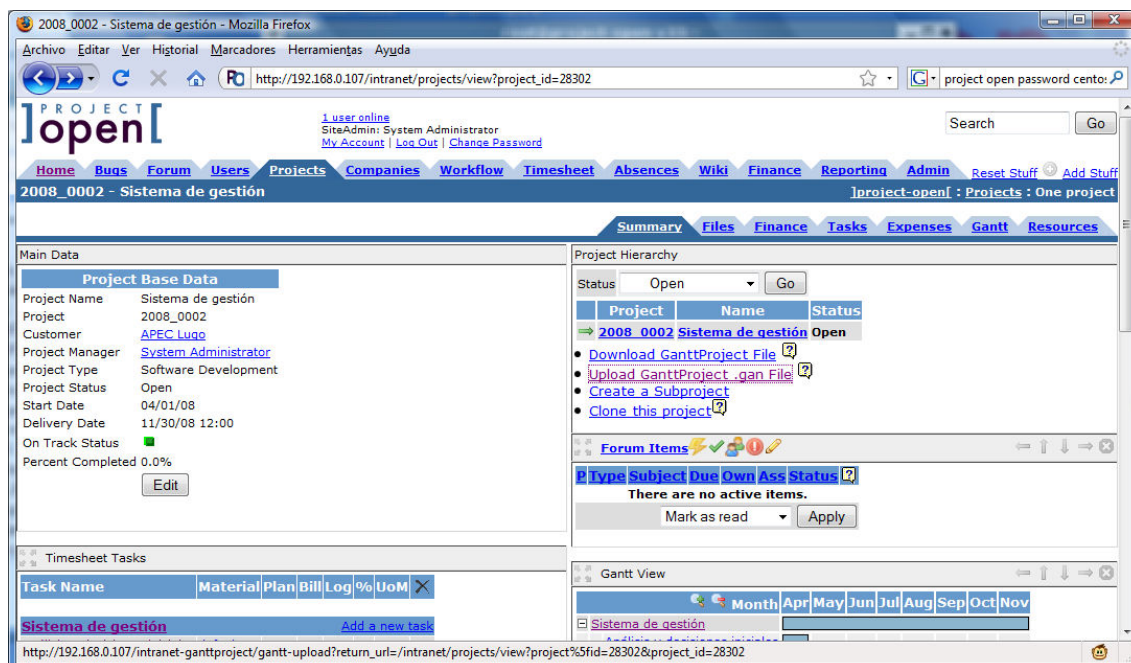 2008_0002 - Sistema de gestión - Mozilla Firefox
Archivo Editar Ver Historial Marcadores Herramientas Ayuda
http://192.168.0.107/intranet/projects/view?project_id=28302
project open password cento:
PROJECT
]open[
1 user online
SiteAdmin: System Administrator
My Account | Log Out | Change Password
Search Go
Home Bugs Forum Users Projects Companies Workflow Timesheet Absences Wiki Finance Reporting Admin Reset Stuff Add Stuff
2008_0002 - Sistema de gestión ]project-open[ : Projects : One project
Summary Files Finance Tasks Expenses Gantt Resources
Main Data
Project Base Data
Project Name Sistema de gestión
Project 2008_0002
Customer APEC Lugo
Project Manager System Administrator
Project Type Software Development
Project Status Open
Start Date 04/01/08
Delivery Date 11/30/08 12:00
On Track Status
Percent Completed 0.0%
Edit
Timesheet Tasks
Task Name Material Plan Bill Log % UoM
Sistema de gestión Add a new task
Project Hierarchy
Status Open Go
Project Name Status
2008_0002 Sistema de gestión Open
Download GanttProject File
Upload GanttProject .gan File
Create a Subproject
Clone this project
Forum Items
P Type Subject Due Own Ass Status
There are no active items.
Mark as read Apply
Gantt View
Month Apr May Jun Jul Aug Sep Oct Nov
Sistema de gestión
Análisis y decisiones iniciales
http://192.168.0.107/intranet-ganttproject/gantt-upload?return_url=/intranet/projects/view?project%5fid=28302&project_id=28302